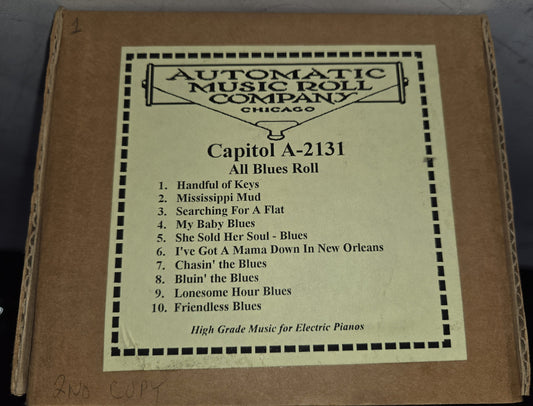 1
AUTOMATIC
MUSIC ROLL
COMPANY
CHICAGO
Capitol A-2131
All Blues Roll
1. Handful of Keys
2. Mississippi Mud
3. Searching For A Flat
4. My Baby Blues
5. She Sold Her Soul - Blues
6. I've Got A Mama Down In New Orleans
7. Chasin' the Blues
8. Bluin' the Blues
9. Lonesome Hour Blues
10. Friendless Blues
High Grade Music for Electric Pianos
2ND COPY